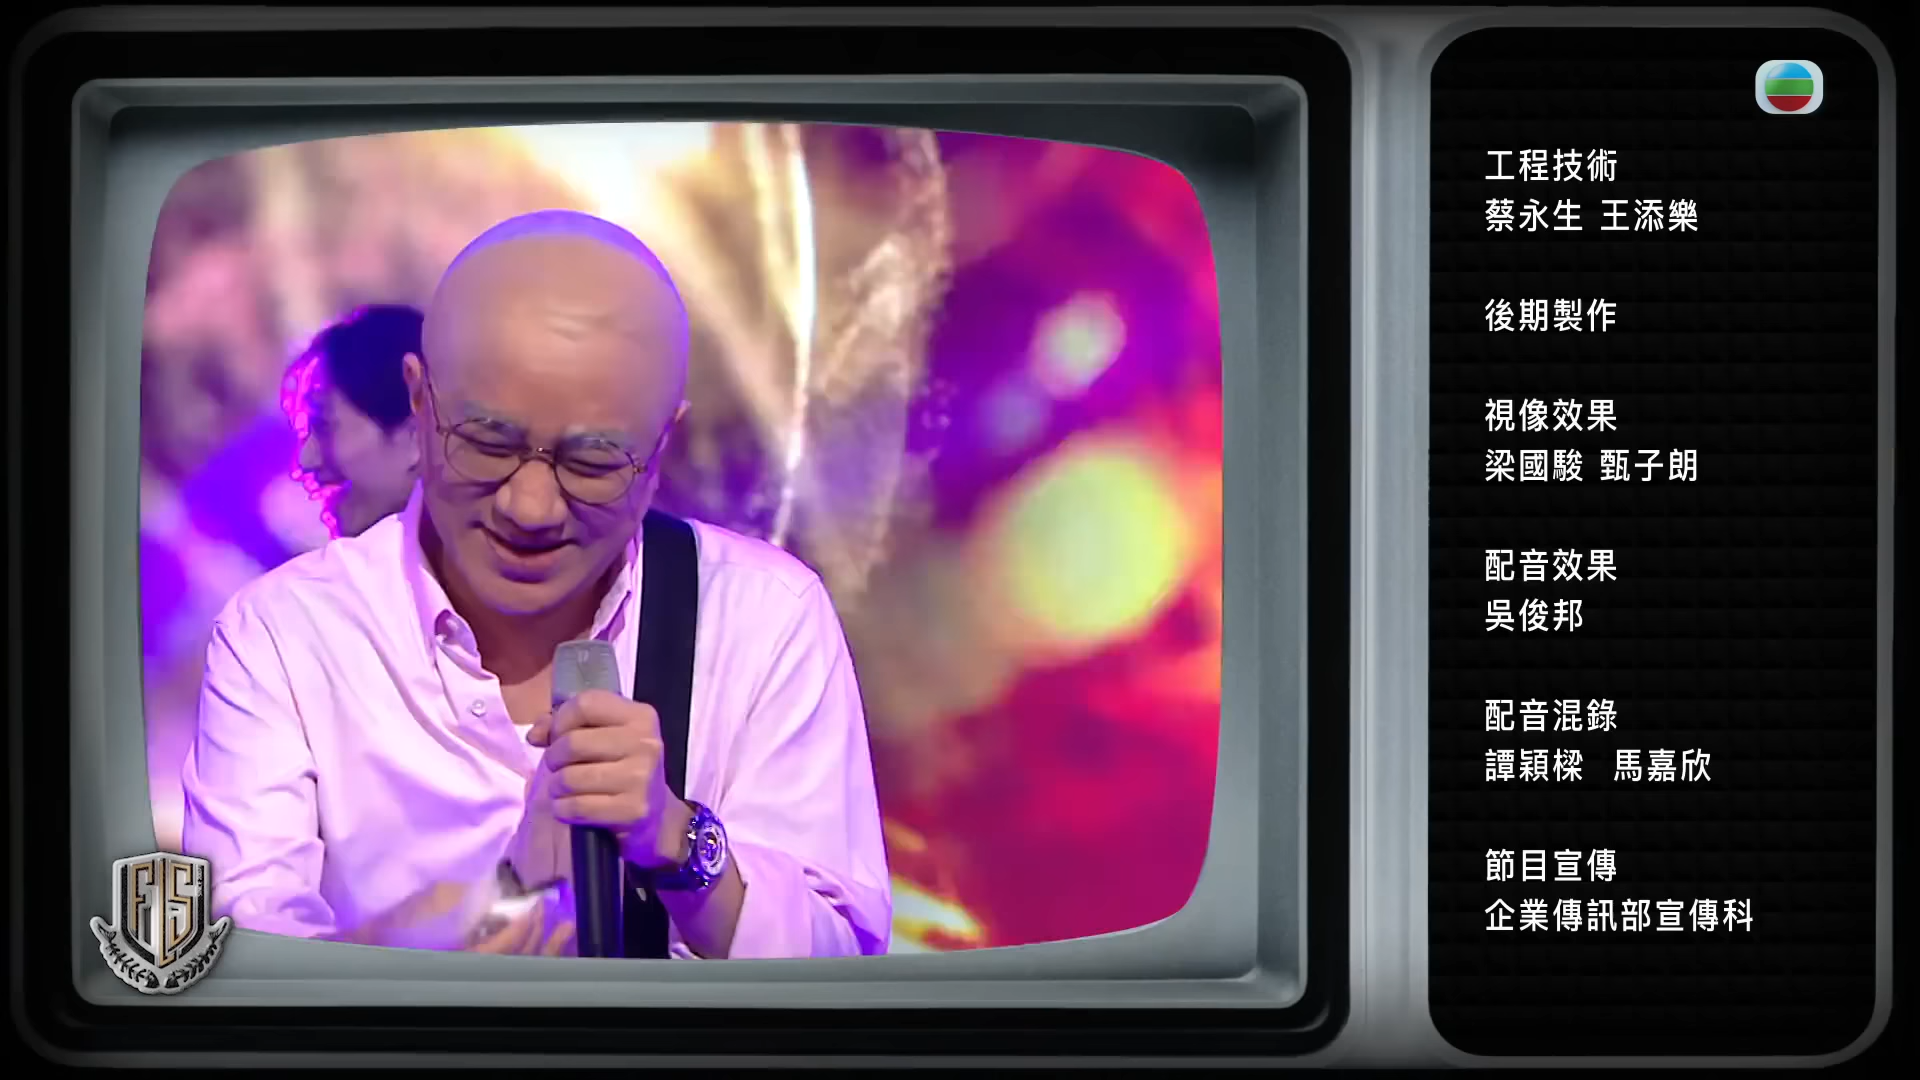 工程技術
蔡永生 王添樂
後期製作
視像效果
梁國駿 甄子朗
配音效果
吳俊邦
配音混錄
譚穎樑 馬嘉欣
節目宣傳
企業傳訊部宣傳科